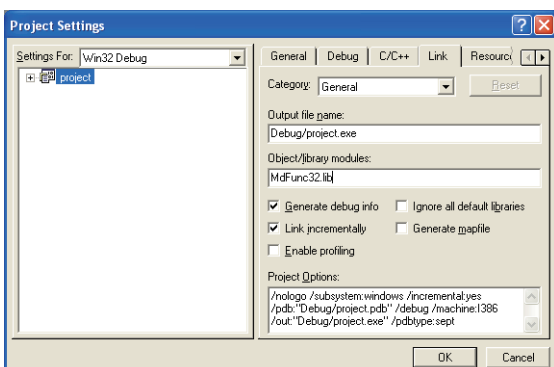 Project Settings
Settings For: Win32 Debug
project
General Debug C/C++ Link Resourc
Category: General Reset
Output file name:
Debug/project.exe
Object/library modules:
MdFunc32.lib
Generate debug info Ignore all default libraries
Link incrementally Generate mapfile
Enable profiling
Project Options:
/nologo /subsystem:windows /incremental:yes
/pdb:"Debug/project.pdb" /debug /machine:I386
/out:"Debug/project.exe" /pdbtype:sept
OK Cancel